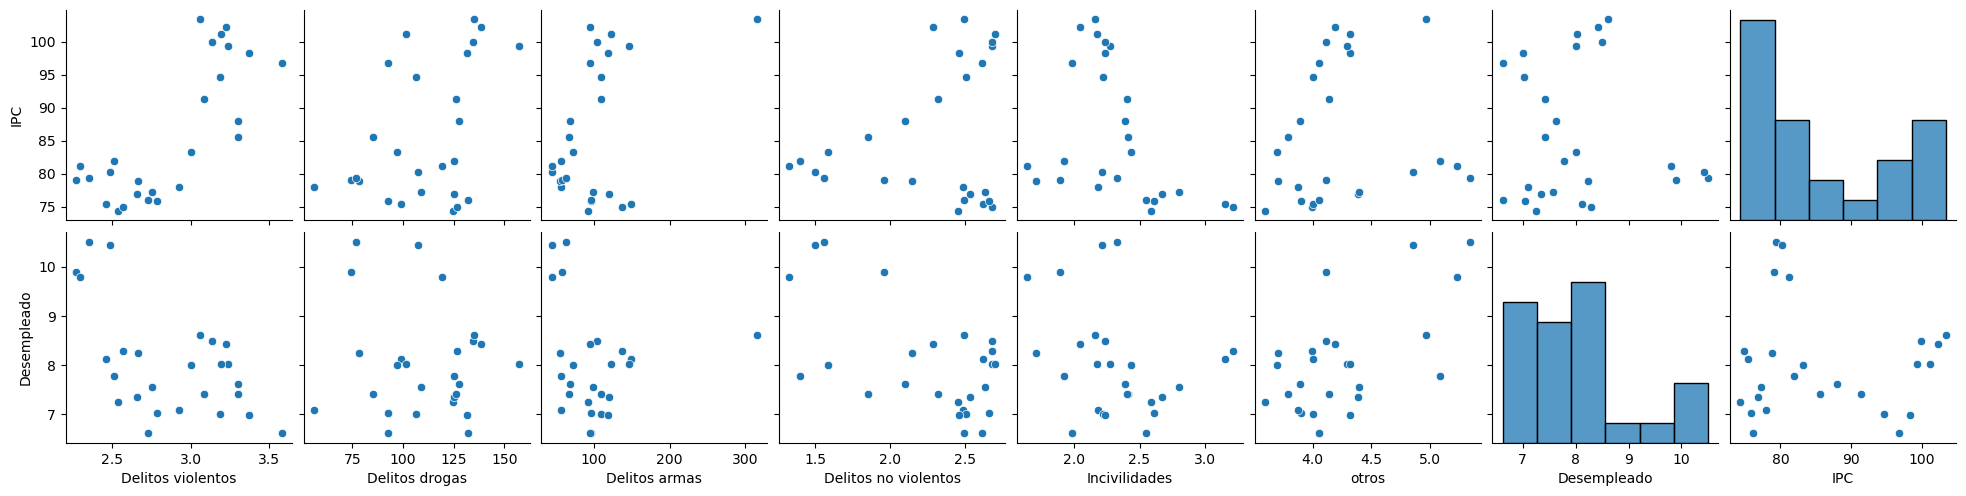 IPC
100
95
90
85
80
75
Desempleado
10
9
8
7
2.5 3.0 3.5
75 100 125 150
100 200 300
1.5 2.0 2.5
2.0 2.5 3.0
4.0 4.5 5.0
7 8 9 10
80 90 100
Delitos violentos
Delitos drogas
Delitos armas
Delitos no violentos
Incivilidades
otros
Desempleado
IPC